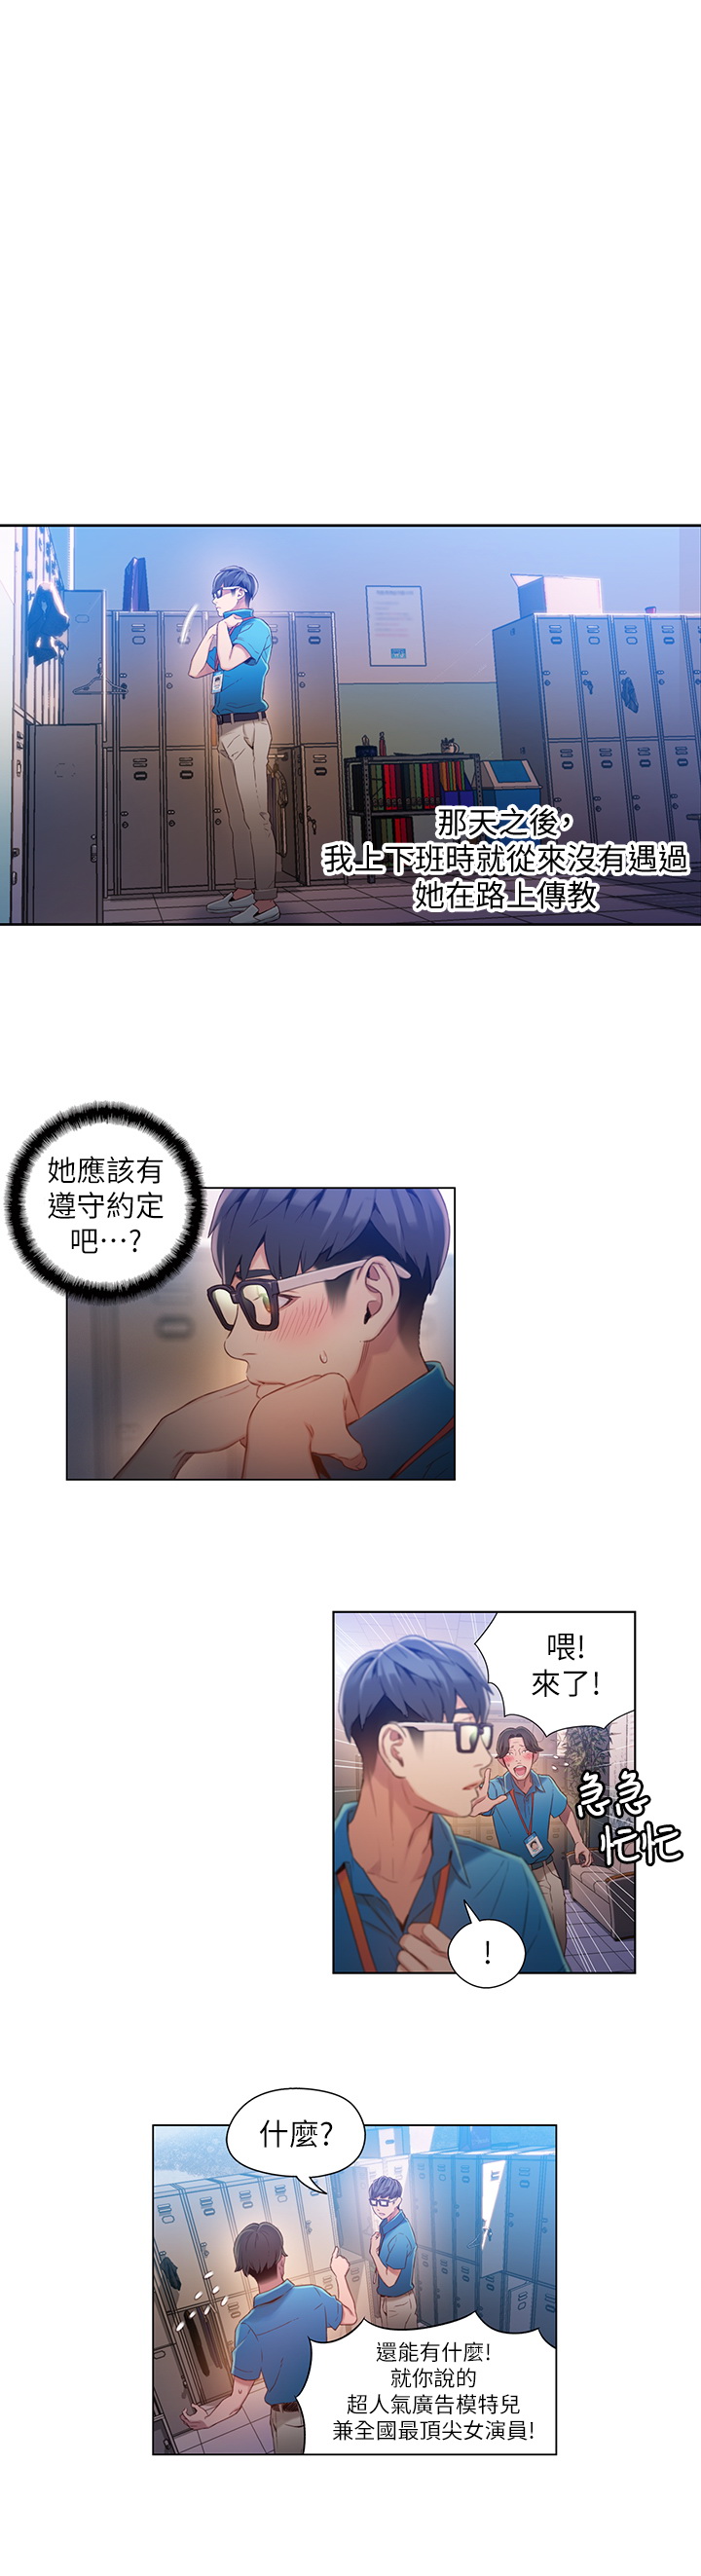 那天之後,
我上下班時就從來沒有遇過
她在路上傳教
她應該有
遵守約定
吧…?
喂!
來了!
急急
忙忙
!
什麼?
還能有什麼!
就你說的
超人氣廣告模特兒
兼全國最頂尖女演員!